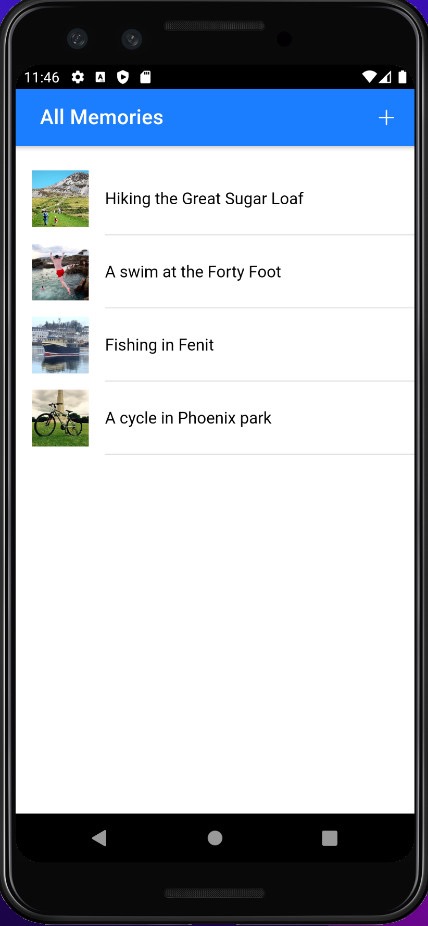 11:46
All Memories
Hiking the Great Sugar Loaf
A swim at the Forty Foot
Fishing in Fenit
A cycle in Phoenix park